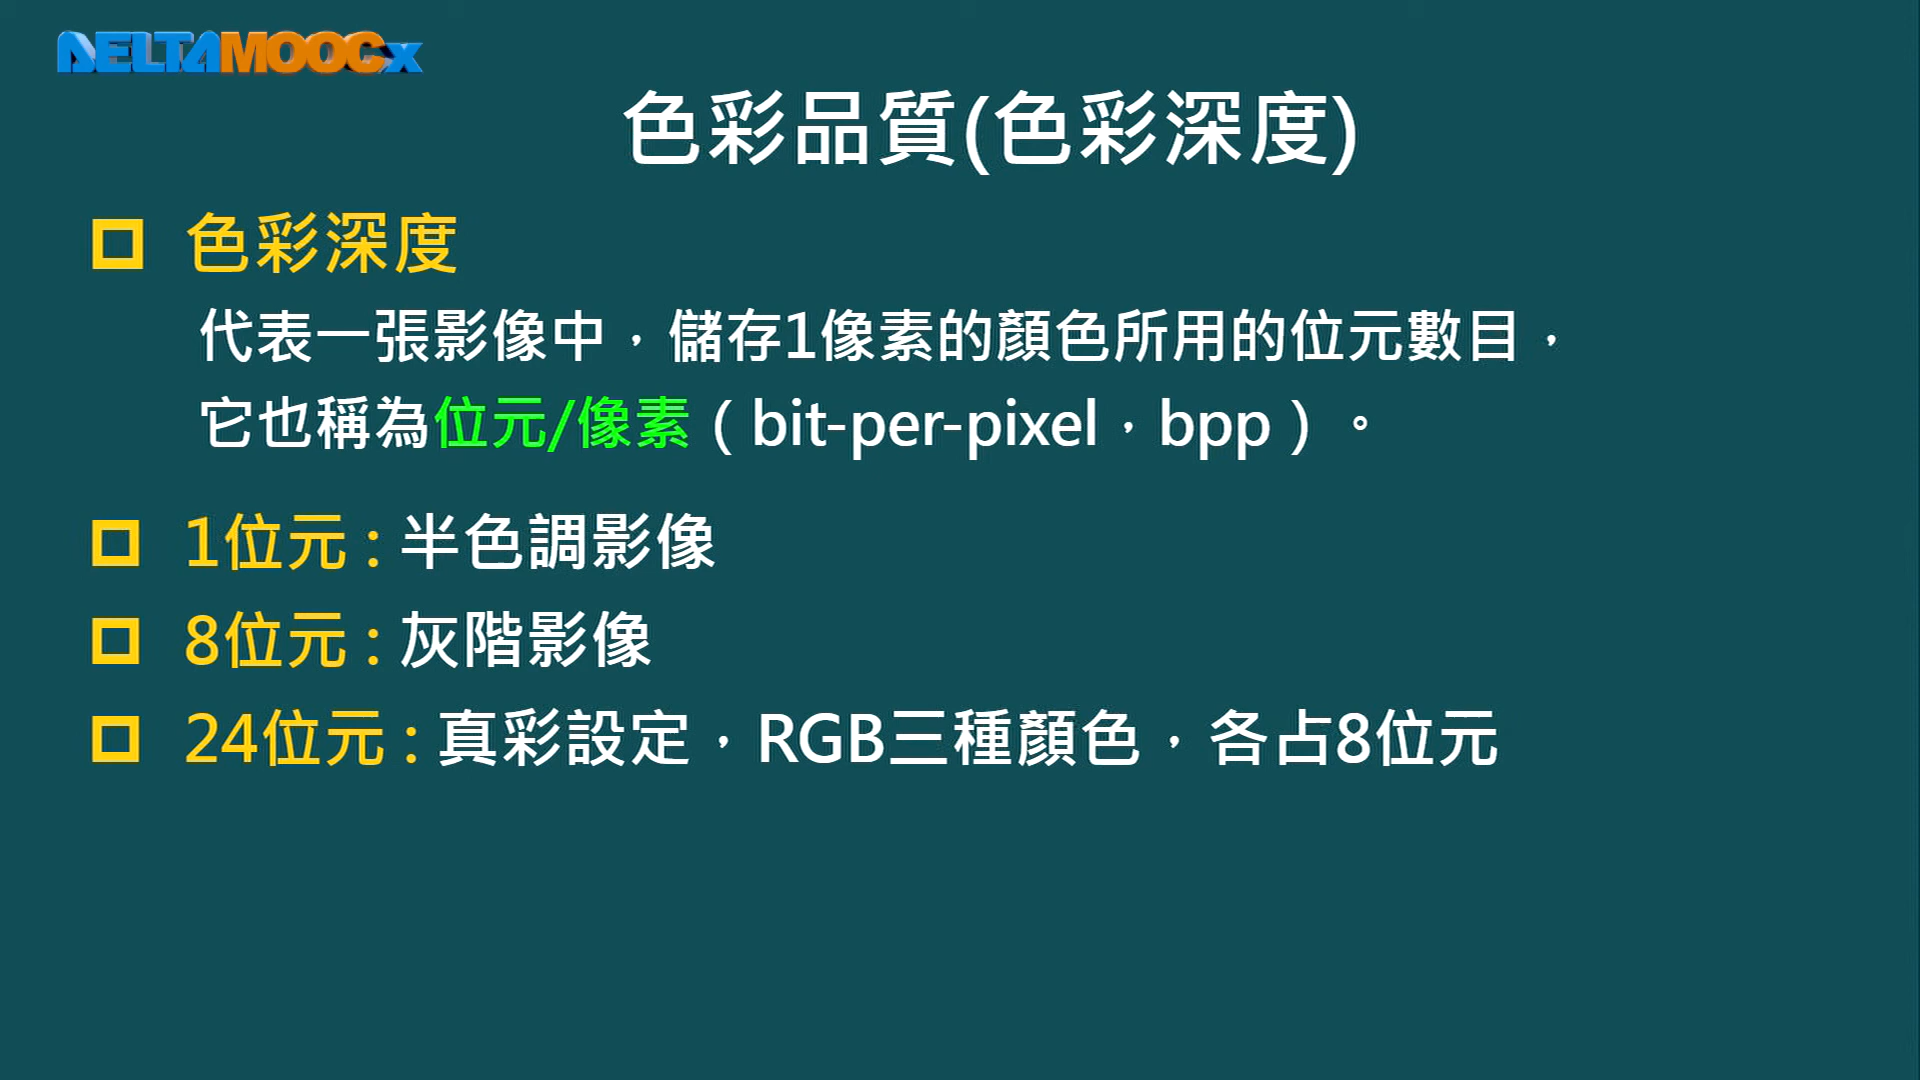 DELTAMOOCx
色彩品質(色彩深度)
色彩深度
代表一張影像中，儲存1像素的顏色所用的位元數目，
它也稱為位元/像素（bit-per-pixel，bpp）。
1位元：半色調影像
8位元：灰階影像
24位元：真彩設定，RGB三種顏色，各占8位元